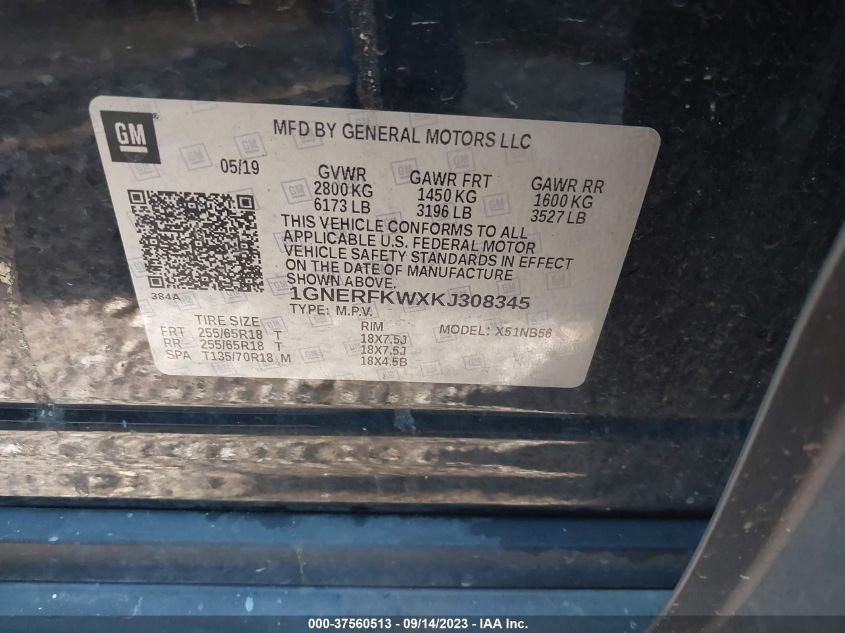 GM
MFD BY GENERAL MOTORS LLC
05/19
GVWR GAWR FRT GAWR RR
2800 KG 1450 KG 1600 KG
6173 LB 3196 LB 3527 LB
THIS VEHICLE CONFORMS TO ALL
APPLICABLE U.S. FEDERAL MOTOR
VEHICLE SAFETY STANDARDS IN EFFECT
ON THE DATE OF MANUFACTURE
SHOWN ABOVE.
384A
1GNERFKWXKJ308345
TYPE: M.P.V.
TIRE SIZE RIM MODEL: X51NB56
FRT 255/65R18 T 18X7.5J
RR 255/65R18 T 18X7.5J
SPA T135/70R18 M 18X4.5B
000-37560513 - 09/14/2023 - IAA Inc.